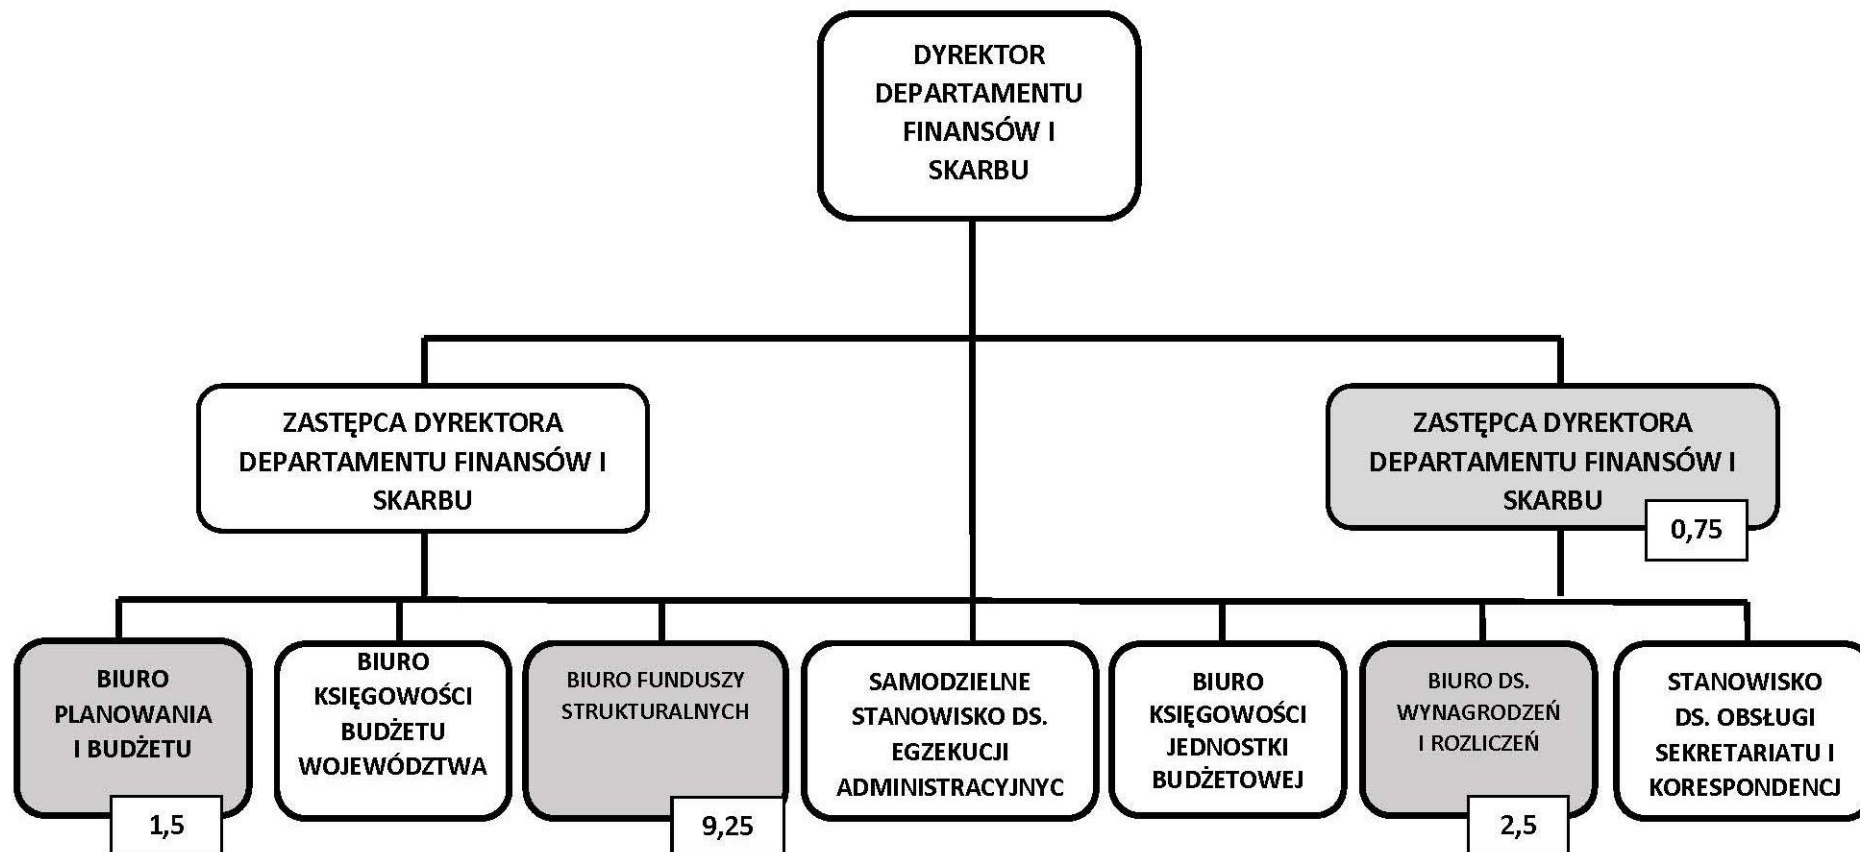 DYREKTOR
DEPARTAMENTU
FINANSÓW I
SKARBU
ZASTĘPCA DYREKTORA
DEPARTAMENTU FINANSÓW I
SKARBU
ZASTĘPCA DYREKTORA
DEPARTAMENTU FINANSÓW I
SKARBU
0,75
BIURO
PLANOWANIA
I BUDŻETU
1,5
BIURO
KSIĘGOWOŚCI
BUDŻETU
WOJEWÓDZTWA
BIURO FUNDUSZY
STRUKTURALNYCH
9,25
SAMODZIELNE
STANOWISKO DS.
EGZEKUCJI
ADMINISTRACYJNYC
BIURO
KSIĘGOWOŚCI
JEDNOSTKI
BUDŻETOWEJ
BIURO DS.
WYNAGRODZEŃ
I ROZLICZEŃ
2,5
STANOWISKO
DS. OBSŁUGI
SEKRETARIATU I
KORESPONDENCJ